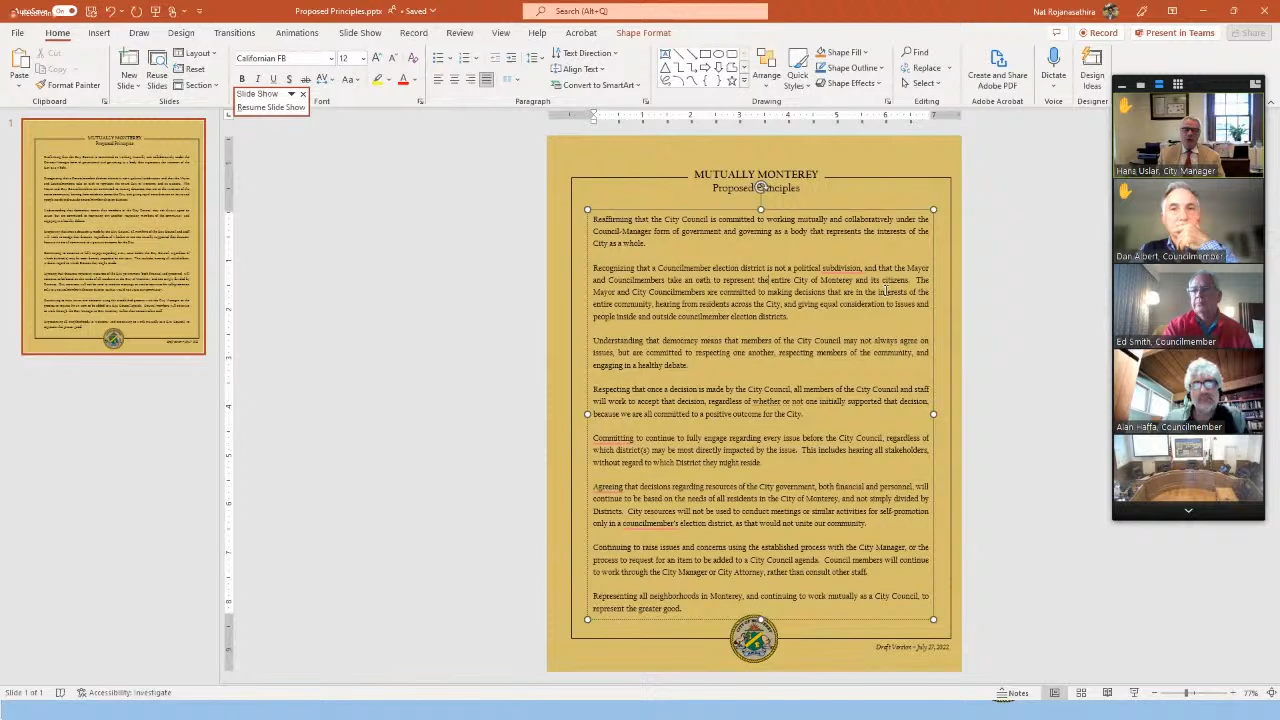 AutoSave On
Proposed Principles.pptx
Saved
Search (Alt+Q)
Nat Rojanasathira
File Home Insert Draw Design Transitions Animations Slide Show Record Review View Help Acrobat Shape Format
Record Present in Teams Share
Paste
Cut
Copy
Format Painter
Clipboard
New Slide
Reuse Slides
Layout
Reset
Section
Slides
Californian FB 12
B I U S ab AV Aa A
Font
Slide Show
Resume Slide Show
Text Direction
Align Text
Convert to SmartArt
Arrange
Quick Styles
Shape Fill
Shape Outline
Shape Effects
Drawing
Find
Replace
Select
Editing
Create and Share Adobe PDF
Adobe Acrobat
Dictate
Voice
Design Ideas
Designer
1
MUTUALLY MONTEREY
Proposed Principles
Reaffirming that the City Council is committed to working mutually and collaboratively under the
Council-Manager form of government and governing as a body that represents the interests of the
City as a whole.
Recognizing that a Councilmember election district is not a political subdivision, and that the Mayor
and Councilmembers take an oath to represent the entire City of Monterey and its citizens. The
Mayor and City Councilmembers are committed to making decisions that are in the interests of the
entire community, hearing from residents across the City, and giving equal consideration to issues and
people inside and outside councilmember election districts.
Understanding that democracy means that members of the City Council may not always agree on
issues, but are committed to respecting one another, respecting members of the community, and
engaging in a healthy debate.
Respecting that once a decision is made by the City Council, all members of the City Council and staff
will work to accept that decision, regardless of whether or not one initially supported that decision,
because we are all committed to a positive outcome for the City.
Committing to continue to fully engage regarding every issue before the City Council, regardless of
which district(s) may be most directly impacted by the issue. This includes hearing all stakeholders,
without regard to which District they might reside.
Agreeing that decisions regarding resources of the City government, both financial and personnel, will
continue to be based on the needs of all residents in the City of Monterey, and not simply divided by
Districts. City resources will not be used to conduct meetings or similar activities for self-promotion
only in a councilmember's election district, as that would not unite our community.
Continuing to raise issues and concerns using the established process with the City Manager, or the
process to request for an item to be added to a City Council agenda. Council members will continue
to work through the City Manager or City Attorney, rather than consult other staff.
Representing all neighborhoods in Monterey, and continuing to work mutually as a City Council, to
represent the greater good.
Draft Version – July 27, 2022
Hans Uslar, City Manager
Dan Albert, Councilmember
Ed Smith, Councilmember
Alan Haffa, Councilmember
Slide 1 of 1
Accessibility: Investigate
Notes
77%